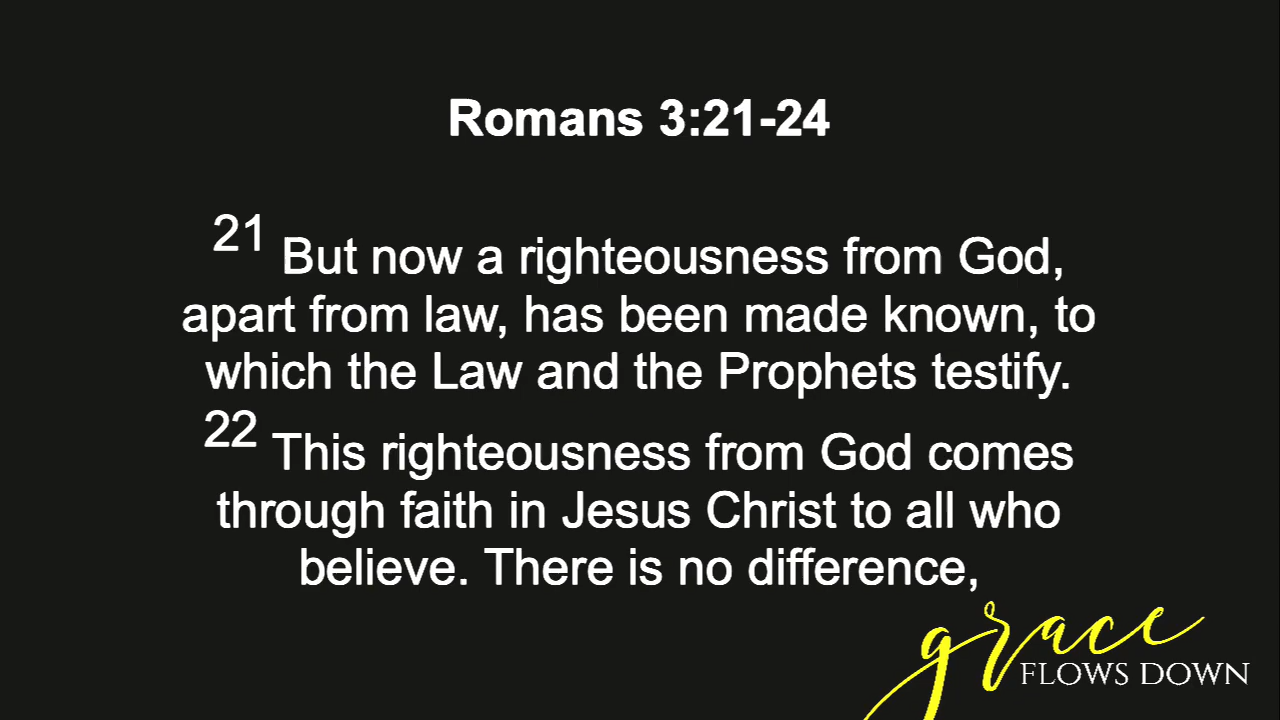 Romans 3:21-24
21 But now a righteousness from God,
apart from law, has been made known, to
which the Law and the Prophets testify.
22 This righteousness from God comes
through faith in Jesus Christ to all who
believe. There is no difference,
grace
FLOWS DOWN